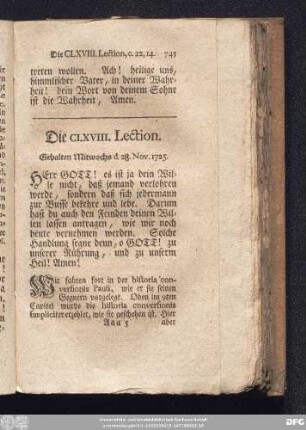 Die CLXVIII. Lection, c. 22, 14. 745
treten wollen. Ach! heilige uns,
himmlischer Vater, in deiner Wahr-
heit! dein Wort von deinem Sohne
ist die Wahrheit, Amen.
Die CLXVIII. Lection.
Gehalten Mittwochs d. 28. Nov. 1725.
HErr GOTT! es ist ja dein Wil-
le nicht, daß jemand verlohren
werde, sondern daß sich jedermann
zur Busse bekehre und lebe. Darum
hast du auch den Feinden deinen Wil-
len lassen antragen, wie wir noch
heute vernehmen werden. Solche
Handlung segne denn, o GOTT! zu
unserer Rührung, und zu unserm
Heil! Amen!
Wir fahren fort in der historia con-
versionis Pauli, wie er sie seinen
Gegnern vorgelegt. Oben im 9ten
Capitel wurde die historia conversionis
simpliciter erzehlet, wie sie geschehen ist. Hier
Aaa 5 aber
DFG